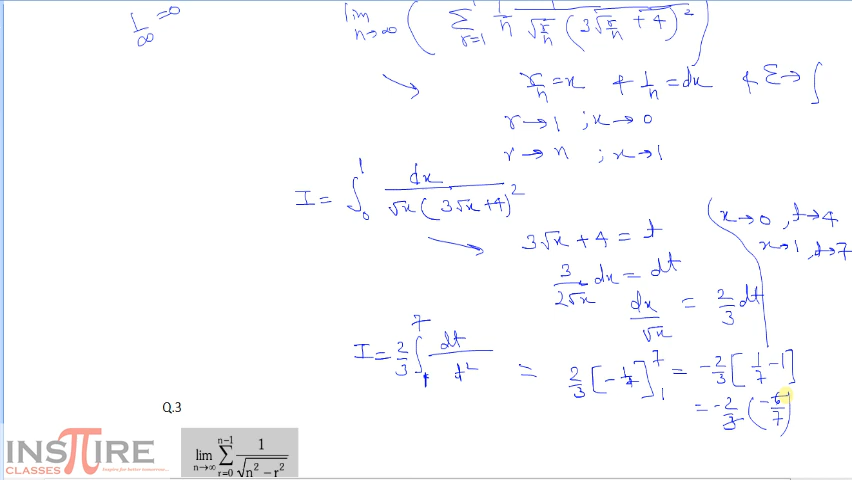 1/∞ = 0
lim n→∞ ( Σ r=1 1/n 1/(√(r/n) (3√(r/n) + 4)²) )
r/n = x & 1/n = dx & Σ → ∫
r → 1 ; x → 0
r → n ; x → 1
I = ∫₀¹ dx/(√x (3√x + 4)²)
x → 0, t → 4
x → 1, t → 7
3√x + 4 = t
3/(2√x) dx = dt
dx/√x = 2/3 dt
I = 2/3 ∫₁⁷ dt/t² = 2/3 [-1/t]₁⁷ = -2/3 [1/7 - 1]
= -2/3 (-6/7)
Q.3
lim n→∞ Σ r=0 n-1 1/√(n² - r²)
INSπIRE
CLASSES